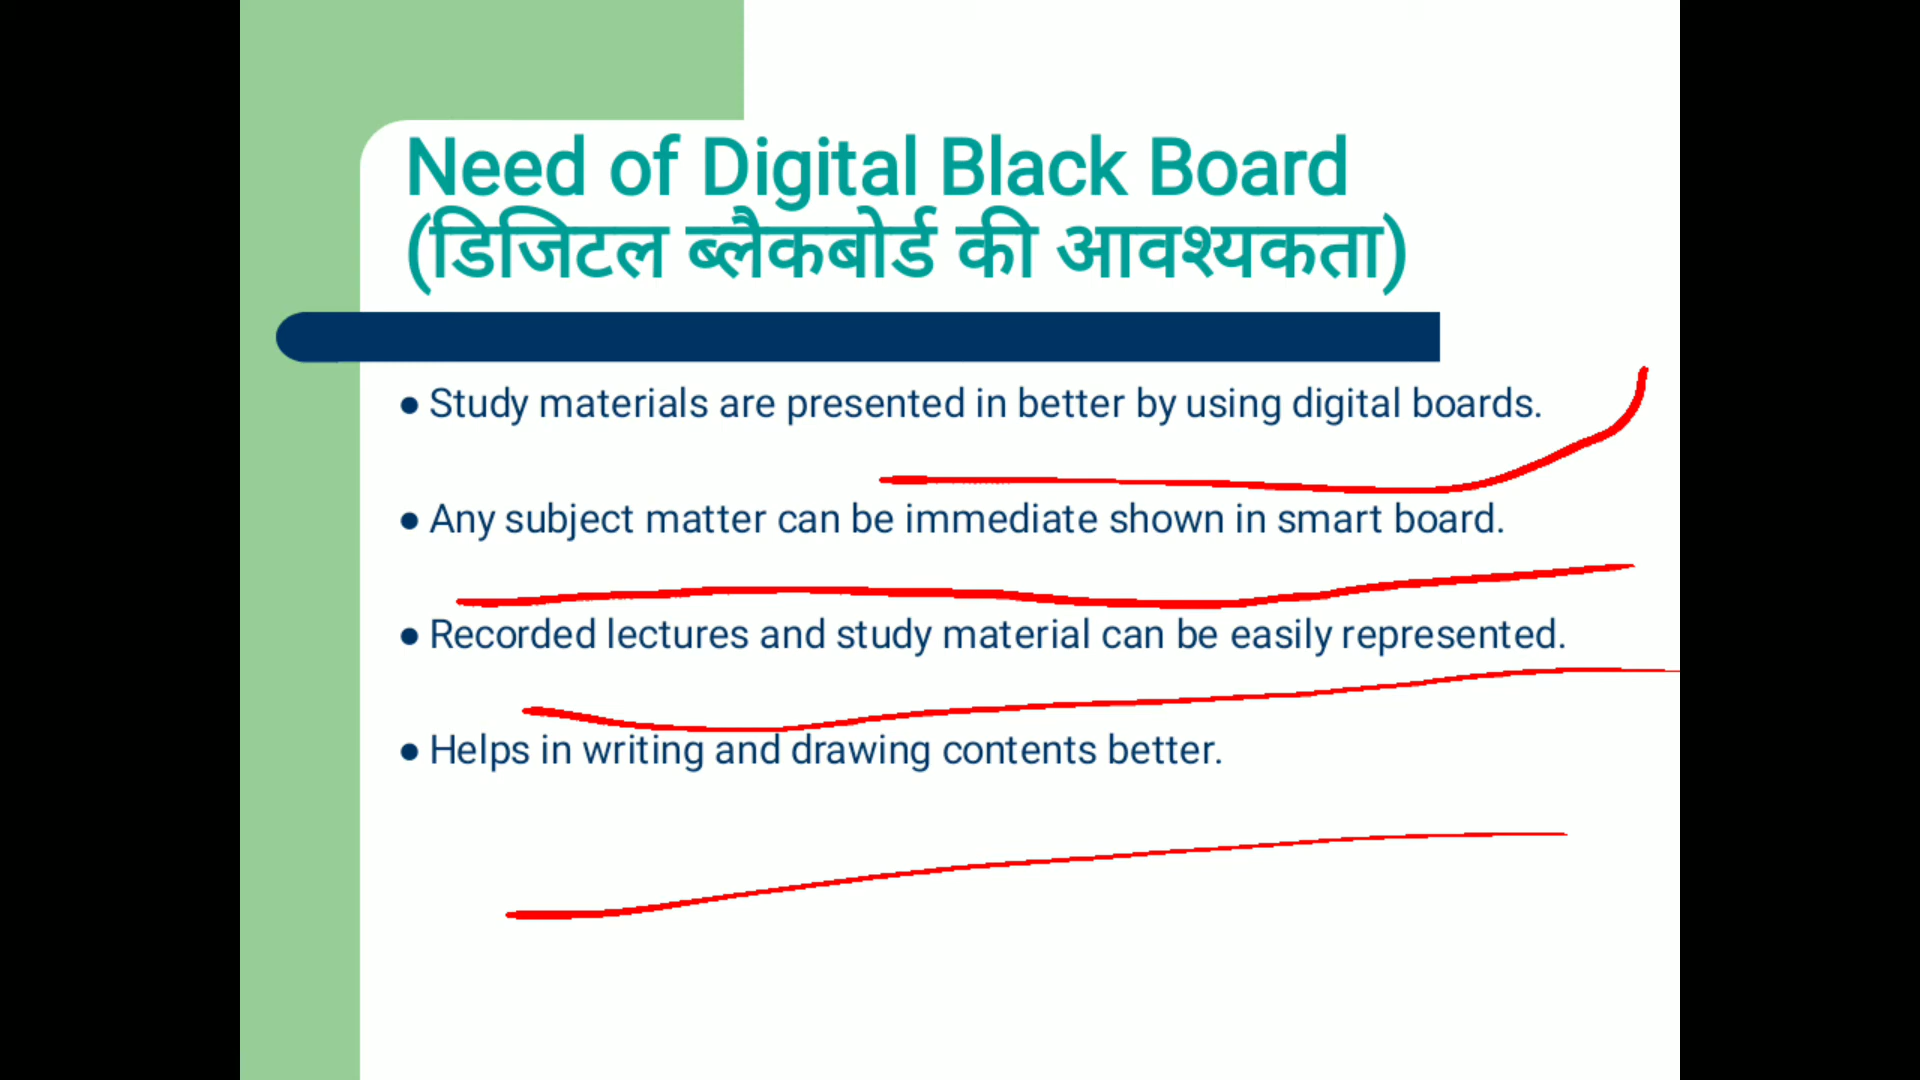 Need of Digital Black Board
(डिजिटल ब्लैकबोर्ड की आवश्यकता)
● Study materials are presented in better by using digital boards.
● Any subject matter can be immediate shown in smart board.
● Recorded lectures and study material can be easily represented.
● Helps in writing and drawing contents better.